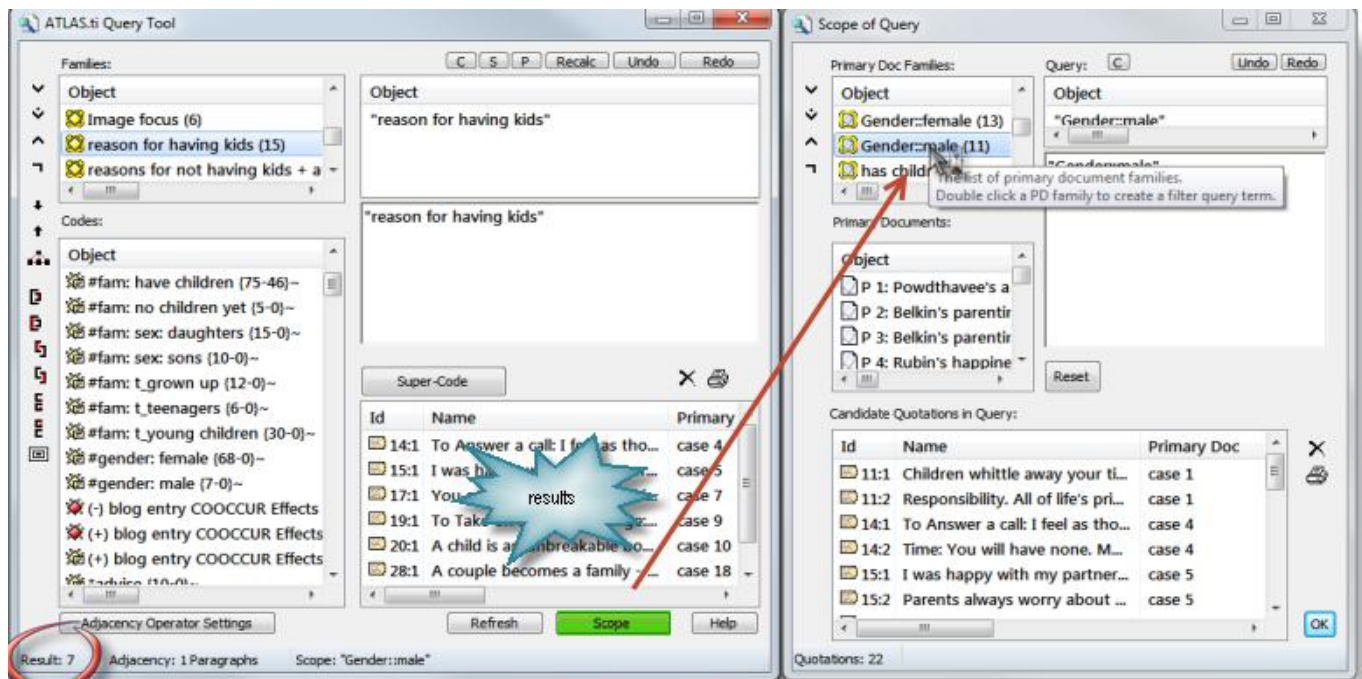 ATLAS.ti Query Tool
Families:
C S P Recalc Undo Redo
Object
Image focus (6)
reason for having kids (15)
reasons for not having kids + a
Object
"reason for having kids"
"reason for having kids"
Codes:
Object
#fam: have children {75-46}~
#fam: no children yet {5-0}~
#fam: sex: daughters {15-0}~
#fam: sex: sons {10-0}~
#fam: t_grown up {12-0}~
#fam: t_teenagers {6-0}~
#fam: t_young children {30-0}~
#gender: female {68-0}~
#gender: male {7-0}~
(-) blog entry COOCCUR Effects
(+) blog entry COOCCUR Effects
(+) blog entry COOCCUR Effects
Super-Code
Id Name Primary
14:1 To Answer a call: I feel as tho... case 4
15:1 I was case 5
17:1 case 7
19:1 To case 9
20:1 A child is case 10
28:1 A couple becomes a family case 18
results
Adjacency Operator Settings
Refresh Scope Help
Result: 7 Adjacency: 1 Paragraphs Scope: "Gender::male"
Scope of Query
Primary Doc Families:
Query: C Undo Redo
Object
Gender::female (13)
Gender::male (11)
has
Object
"Gender::male"
"Gender::male"
The list of primary document families.
Double click a PD family to create a filter query term.
Primary Documents:
Object
P 1: Powdthavee's a
P 2: Belkin's parentin
P 3: Belkin's parentin
P 4: Rubin's happine
Reset
Candidate Quotations in Query:
Id Name Primary Doc
11:1 Children whittle away your ti... case 1
11:2 Responsibility. All of life's pri... case 1
14:1 To Answer a call: I feel as tho... case 4
14:2 Time: You will have none. M... case 4
15:1 I was happy with my partner... case 5
15:2 Parents always worry about ... case 5
OK
Quotations: 22